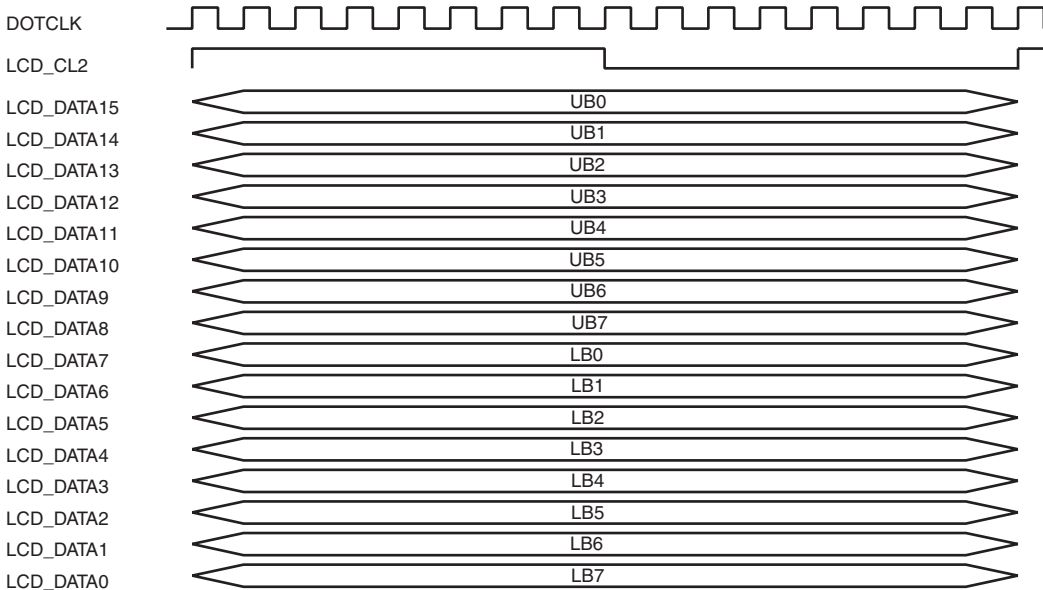 DOTCLK
LCD_CL2
LCD_DATA15 UB0
LCD_DATA14 UB1
LCD_DATA13 UB2
LCD_DATA12 UB3
LCD_DATA11 UB4
LCD_DATA10 UB5
LCD_DATA9 UB6
LCD_DATA8 UB7
LCD_DATA7 LB0
LCD_DATA6 LB1
LCD_DATA5 LB2
LCD_DATA4 LB3
LCD_DATA3 LB4
LCD_DATA2 LB5
LCD_DATA1 LB6
LCD_DATA0 LB7